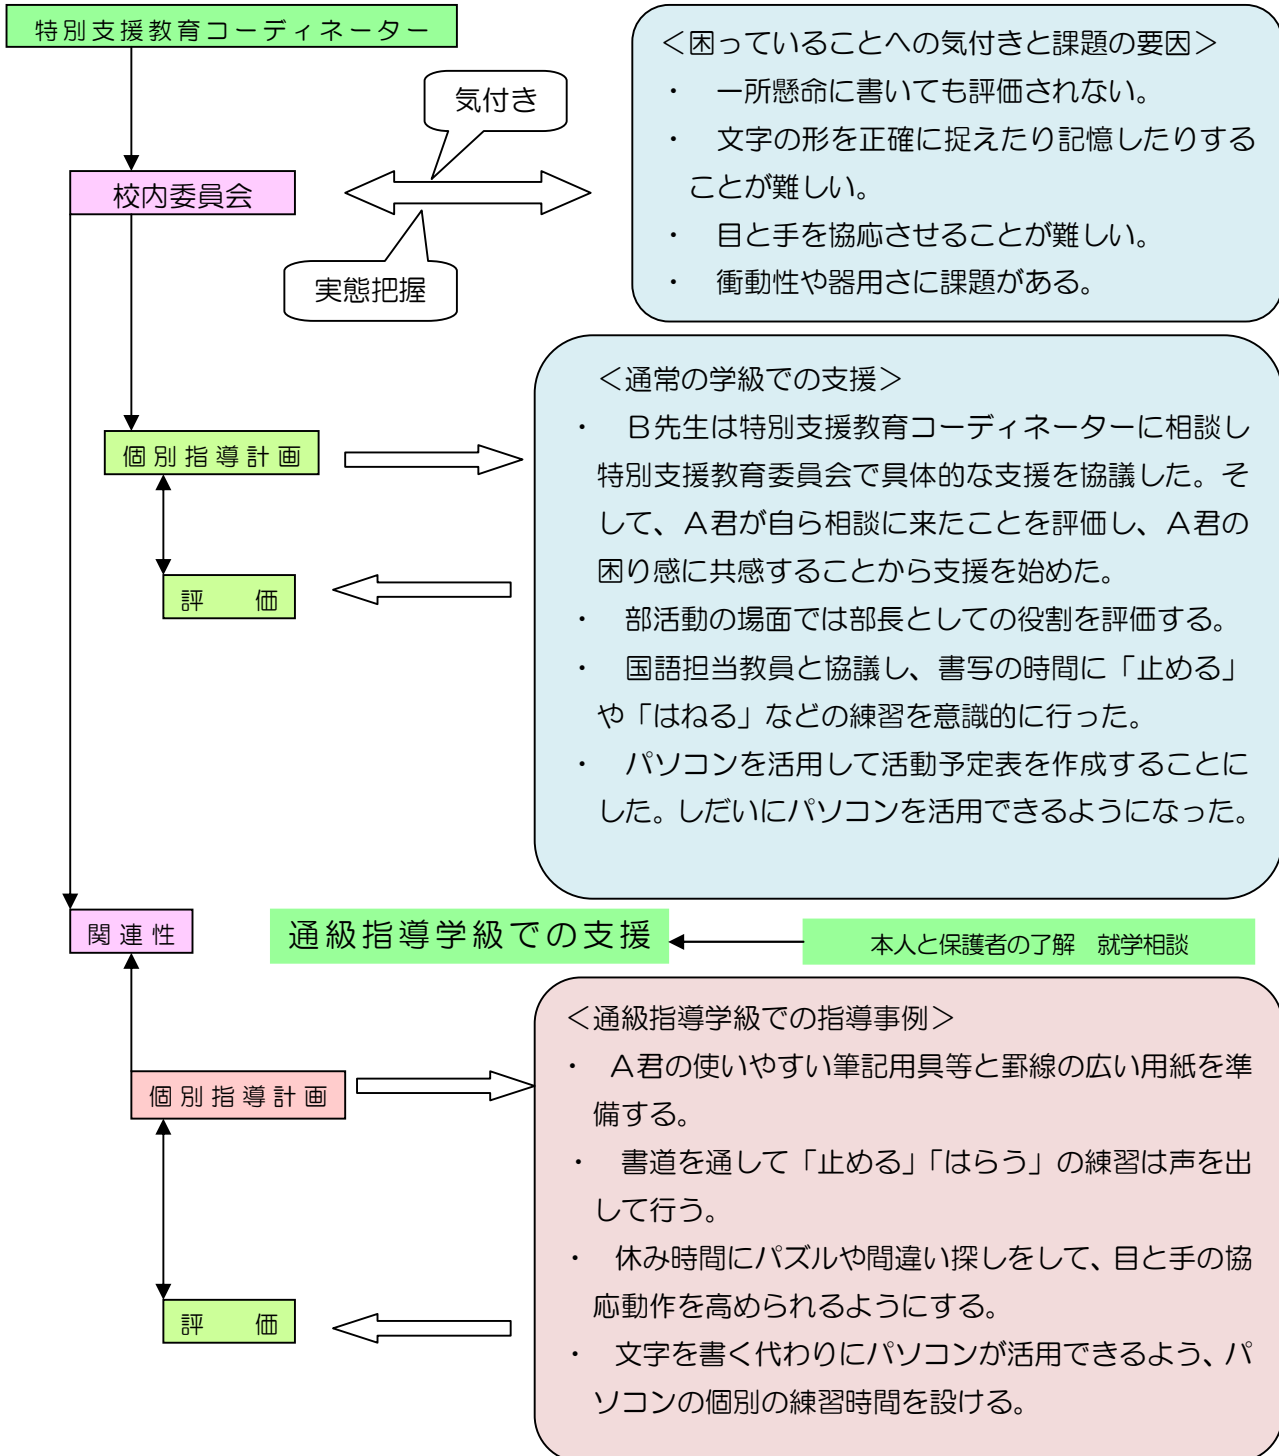 特別支援教育コーディネーター
＜困っていることへの気付きと課題の要因＞
・　一所懸命に書いても評価されない。
・　文字の形を正確に捉えたり記憶したりする
ことが難しい。
・　目と手を協応させることが難しい。
・　衝動性や器用さに課題がある。
気付き
校内委員会
実態把握
＜通常の学級での支援＞
・　Ｂ先生は特別支援教育コーディネーターに相談し
特別支援教育委員会で具体的な支援を協議した。そ
して、Ａ君が自ら相談に来たことを評価し、Ａ君の
困り感に共感することから支援を始めた。
・　部活動の場面では部長としての役割を評価する。
・　国語担当教員と協議し、書写の時間に「止める」
や「はねる」などの練習を意識的に行った。
・　パソコンを活用して活動予定表を作成することに
した。しだいにパソコンを活用できるようになった。
個別指導計画
評　価
関連性
通級指導学級での支援
本人と保護者の了解　就学相談
＜通級指導学級での指導事例＞
・　Ａ君の使いやすい筆記用具等と罫線の広い用紙を準
備する。
・　書道を通して「止める」「はらう」の練習は声を出
して行う。
・　休み時間にパズルや間違い探しをして、目と手の協
応動作を高められるようにする。
・　文字を書く代わりにパソコンが活用できるよう、パ
ソコンの個別の練習時間を設ける。
個別指導計画
評　価